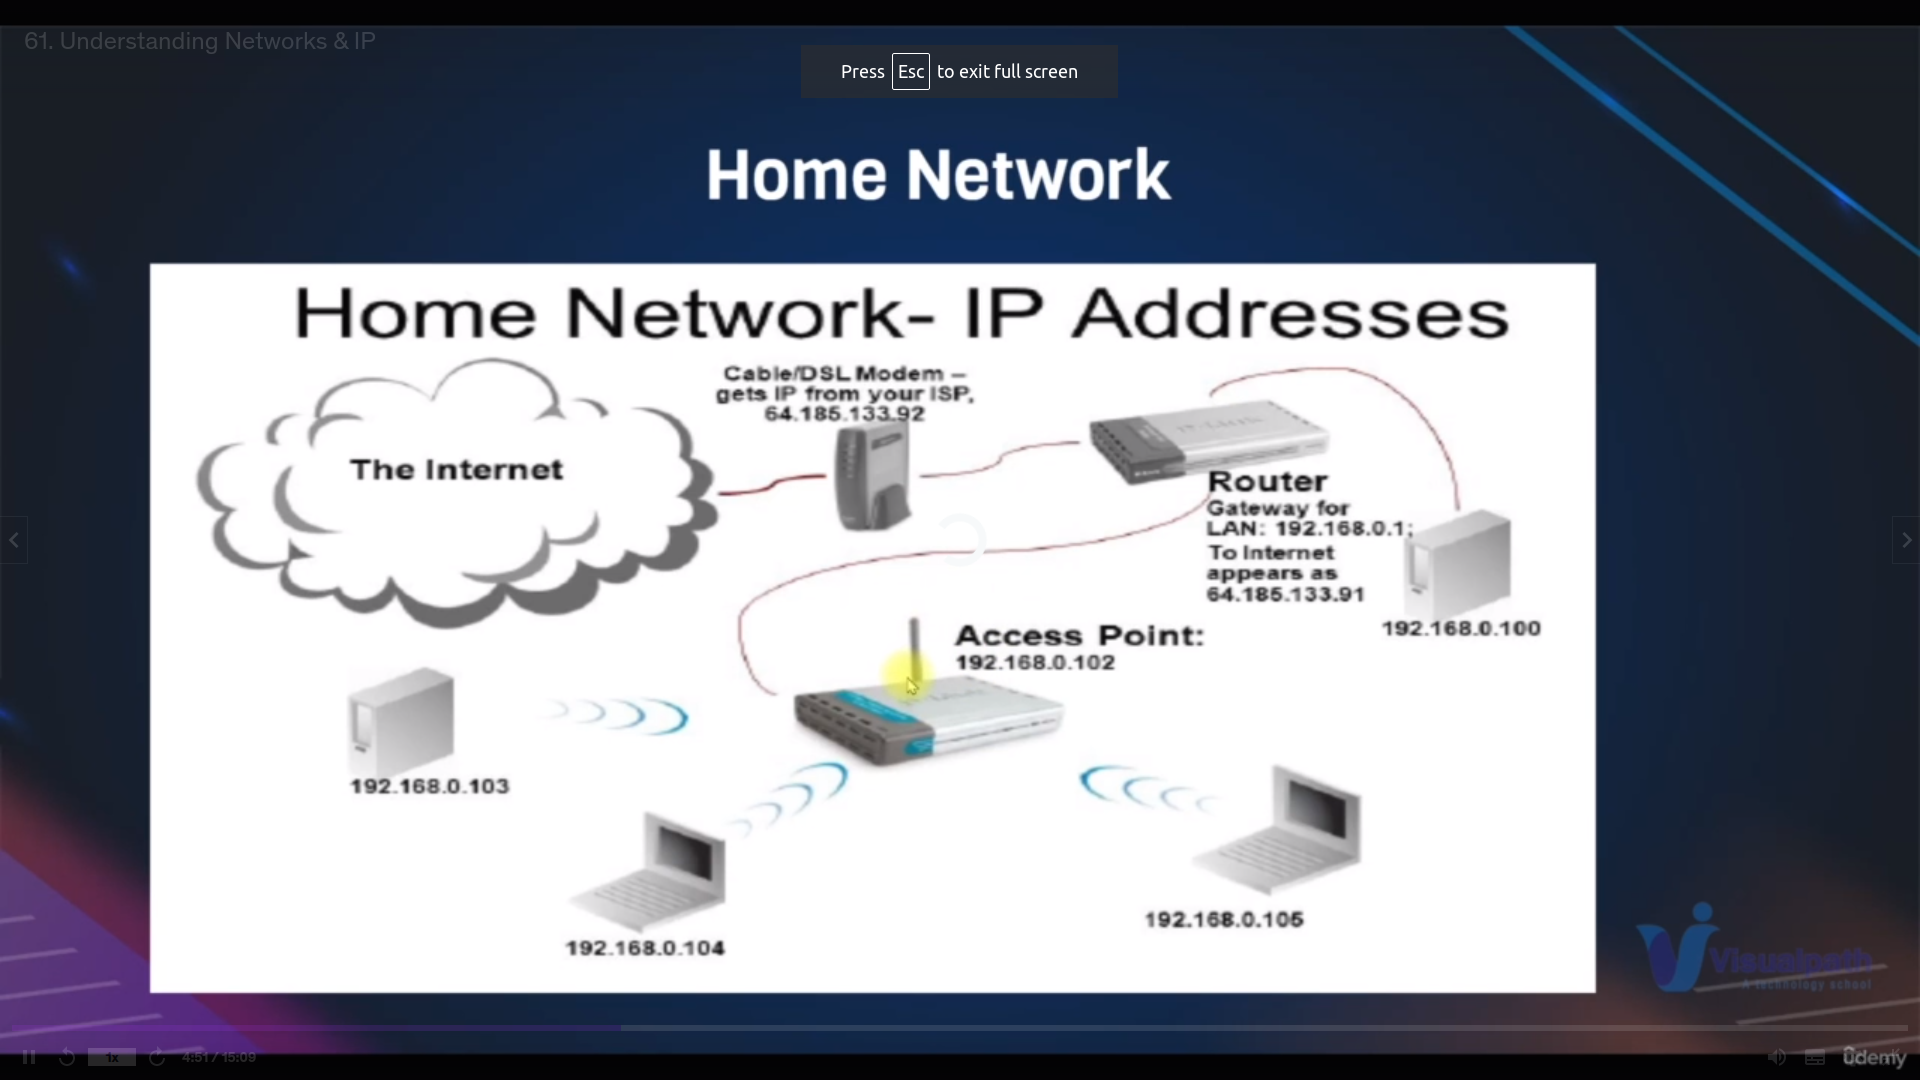 61. Understanding Networks & IP
Press Esc to exit full screen
Home Network
Home Network- IP Addresses
Cable/DSL Modem –
gets IP from your ISP,
64.185.133.92
The Internet
Router
Gateway for
LAN: 192.168.0.1;
To Internet
appears as
64.185.133.91
192.168.0.100
Access Point:
192.168.0.102
192.168.0.103
192.168.0.104
192.168.0.105
Visualpath
A technology school
1x
4:51 / 15:09
ûdemy